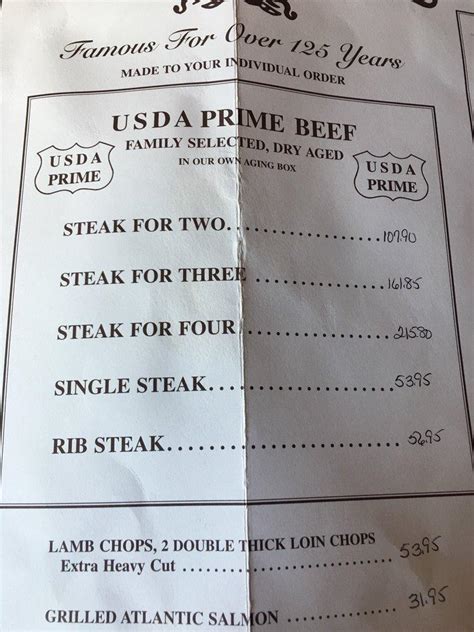 Famous For Over 125 Years
MADE TO YOUR INDIVIDUAL ORDER
USDA PRIME BEEF
FAMILY SELECTED, DRY AGED
IN OUR OWN AGING BOX
USDA
PRIME
USDA
PRIME
STEAK FOR TWO.............................107.90
STEAK FOR THREE.........................161.85
STEAK FOR FOUR...........................215.80
SINGLE STEAK...............................53.95
RIB STEAK....................................56.95
LAMB CHOPS, 2 DOUBLE THICK LOIN CHOPS
Extra Heavy Cut ............................53.95
GRILLED ATLANTIC SALMON ................31.95